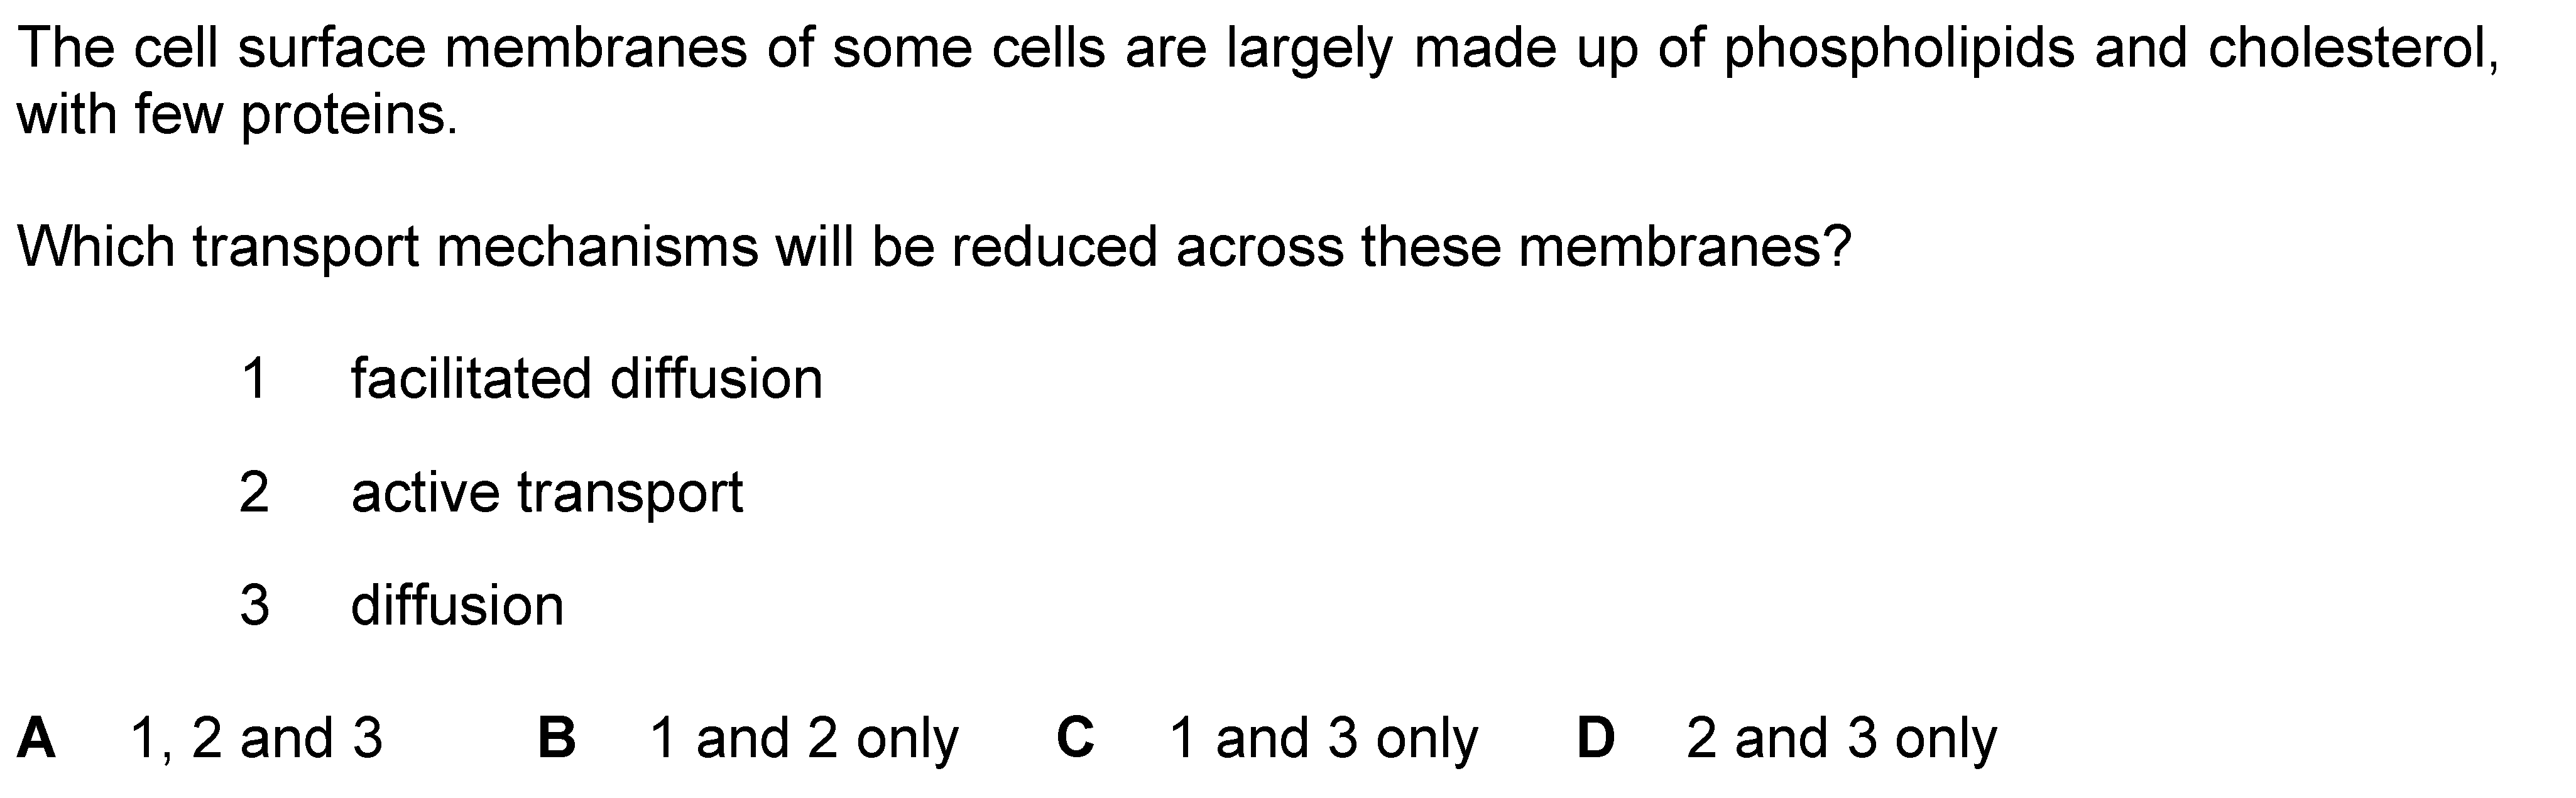 The cell surface membranes of some cells are largely made up of phospholipids and cholesterol,
with few proteins.
Which transport mechanisms will be reduced across these membranes?
1 facilitated diffusion
2 active transport
3 diffusion
A 1, 2 and 3 B 1 and 2 only C 1 and 3 only D 2 and 3 only